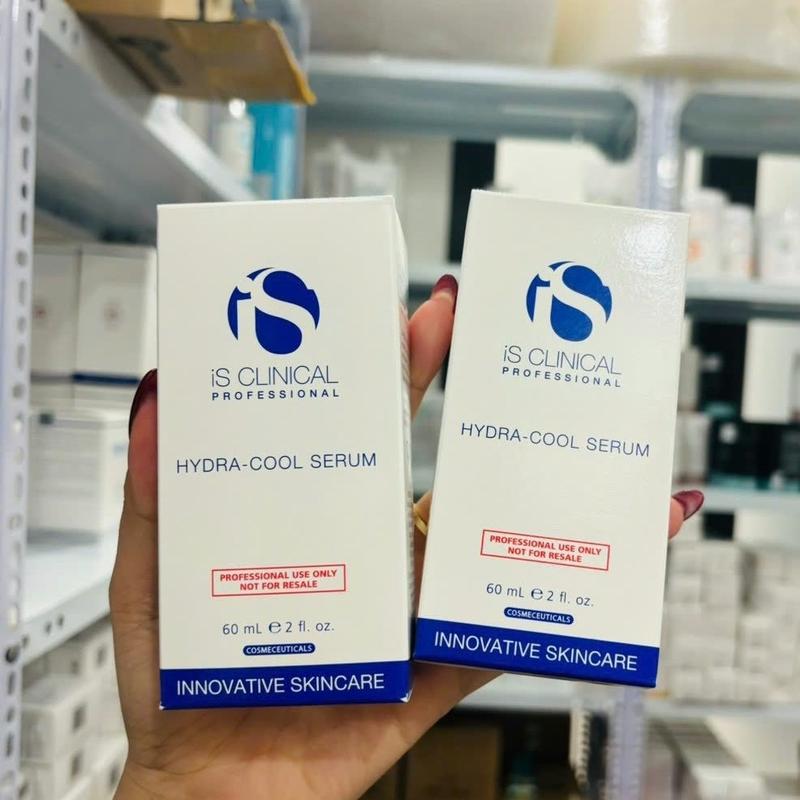 iS
iS CLINICAL
PROFESSIONAL
HYDRA-COOL SERUM
PROFESSIONAL USE ONLY
NOT FOR RESALE
60 mL ℮ 2 fl. oz.
COSMECEUTICALS
INNOVATIVE SKINCARE
iS
iS CLINICAL
PROFESSIONAL
HYDRA-COOL SERUM
PROFESSIONAL USE ONLY
NOT FOR RESALE
60 mL ℮ 2 fl. oz.
COSMECEUTICALS
INNOVATIVE SKINCARE